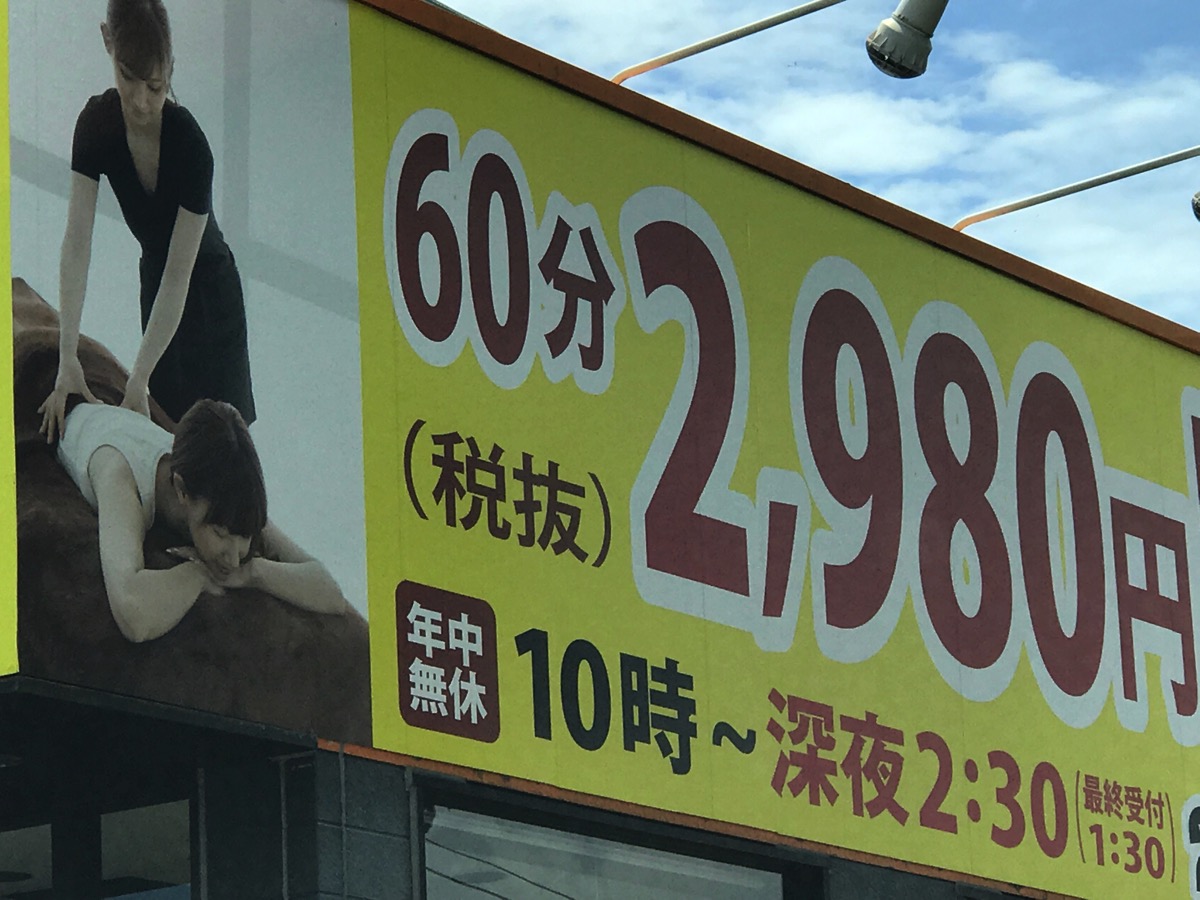 60分 2,980円
(税抜)
年中
無休
10時~深夜2:30
(最終受付
1:30)